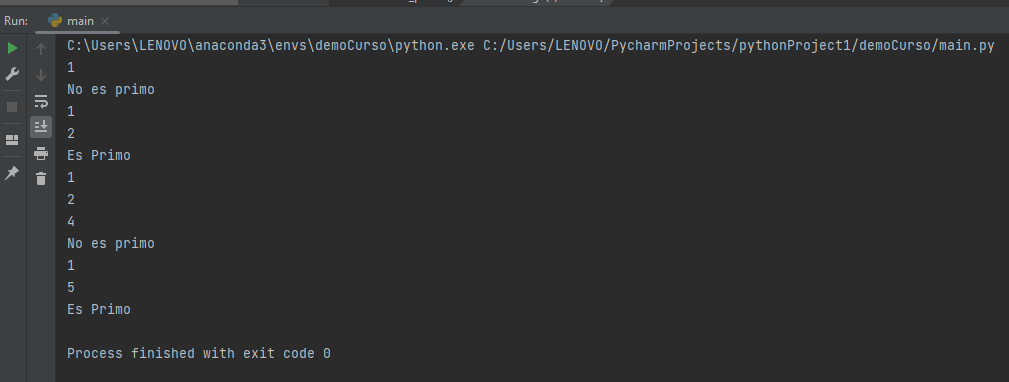 Run: main
C:\Users\LENOVO\anaconda3\envs\demoCurso\python.exe C:/Users/LENOVO/PycharmProjects/pythonProject1/demoCurso/main.py
1
No es primo
1
2
Es Primo
1
2
4
No es primo
1
5
Es Primo
Process finished with exit code 0